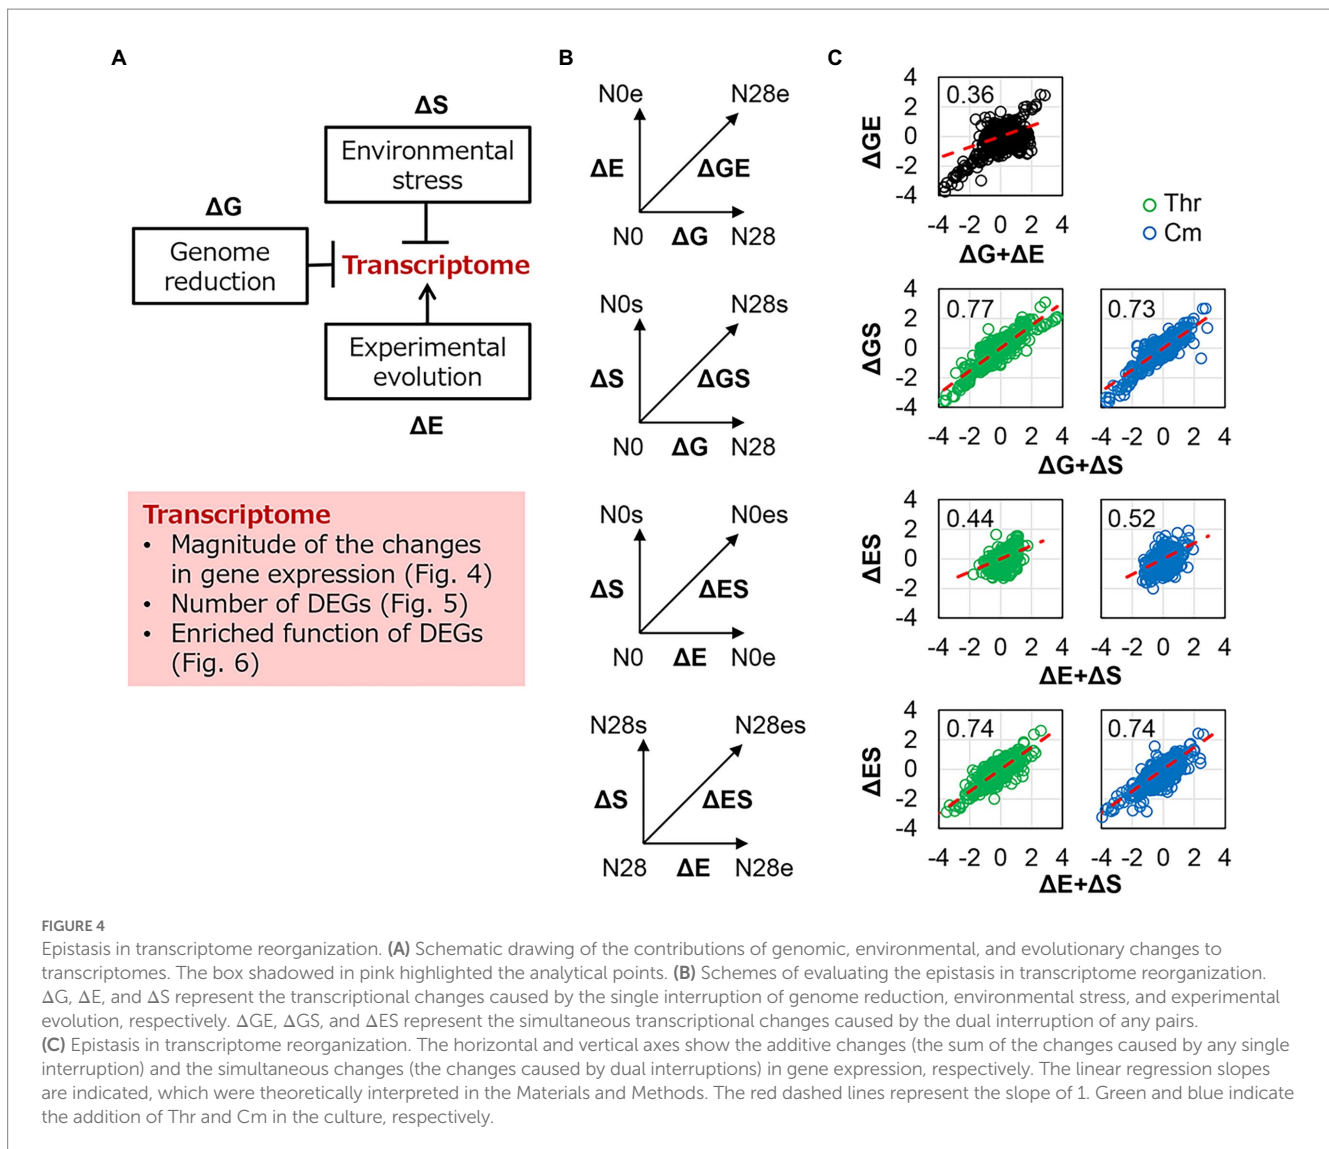 A
ΔS
Environmental
stress
ΔG
Genome
reduction
Transcriptome
Experimental
evolution
ΔE
Transcriptome
• Magnitude of the changes
in gene expression (Fig. 4)
• Number of DEGs (Fig. 5)
• Enriched function of DEGs
(Fig. 6)
B
N0e N28e
ΔE ΔGE
N0 ΔG N28
N0s N28s
ΔS ΔGS
N0 ΔG N28
N0s N0es
ΔS ΔES
N0 ΔE N0e
N28s N28es
ΔS ΔES
N28 ΔE N28e
C
4
2
0
-2
-4
ΔGE
0.36
-4 -2 0 2 4
ΔG+ΔE
Thr
Cm
4
2
0
-2
-4
ΔGS
0.77 0.73
-4 -2 0 2 4 -4 -2 0 2 4
ΔG+ΔS
4
2
0
-2
-4
ΔES
0.44 0.52
-4 -2 0 2 4 -4 -2 0 2 4
ΔE+ΔS
4
2
0
-2
-4
ΔES
0.74 0.74
-4 -2 0 2 4 -4 -2 0 2 4
ΔE+ΔS
FIGURE 4
Epistasis in transcriptome reorganization. (A) Schematic drawing of the contributions of genomic, environmental, and evolutionary changes to
transcriptomes. The box shadowed in pink highlighted the analytical points. (B) Schemes of evaluating the epistasis in transcriptome reorganization.
ΔG, ΔE, and ΔS represent the transcriptional changes caused by the single interruption of genome reduction, environmental stress, and experimental
evolution, respectively. ΔGE, ΔGS, and ΔES represent the simultaneous transcriptional changes caused by the dual interruption of any pairs.
(C) Epistasis in transcriptome reorganization. The horizontal and vertical axes show the additive changes (the sum of the changes caused by any single
interruption) and the simultaneous changes (the changes caused by dual interruptions) in gene expression, respectively. The linear regression slopes
are indicated, which were theoretically interpreted in the Materials and Methods. The red dashed lines represent the slope of 1. Green and blue indicate
the addition of Thr and Cm in the culture, respectively.